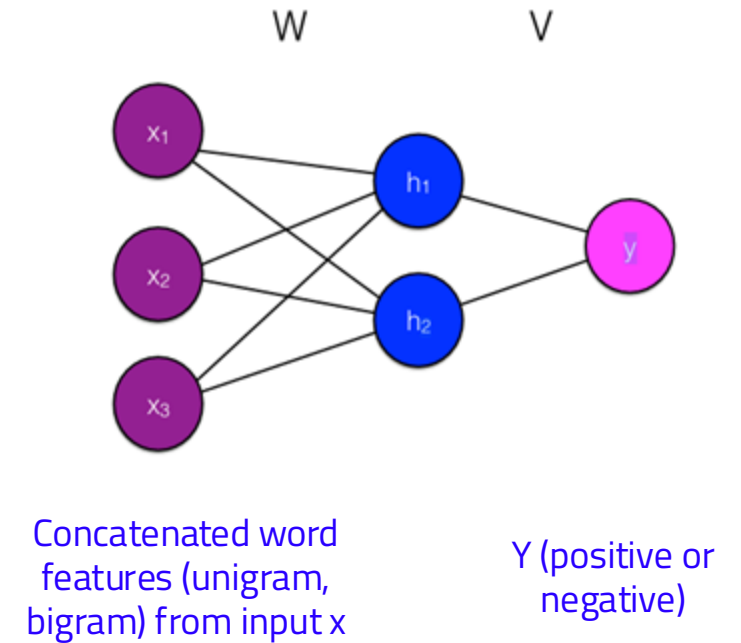 W
V
x₁
x₂
x₃
h₁
h₂
y
Concatenated word
features (unigram,
bigram) from input x
Y (positive or
negative)